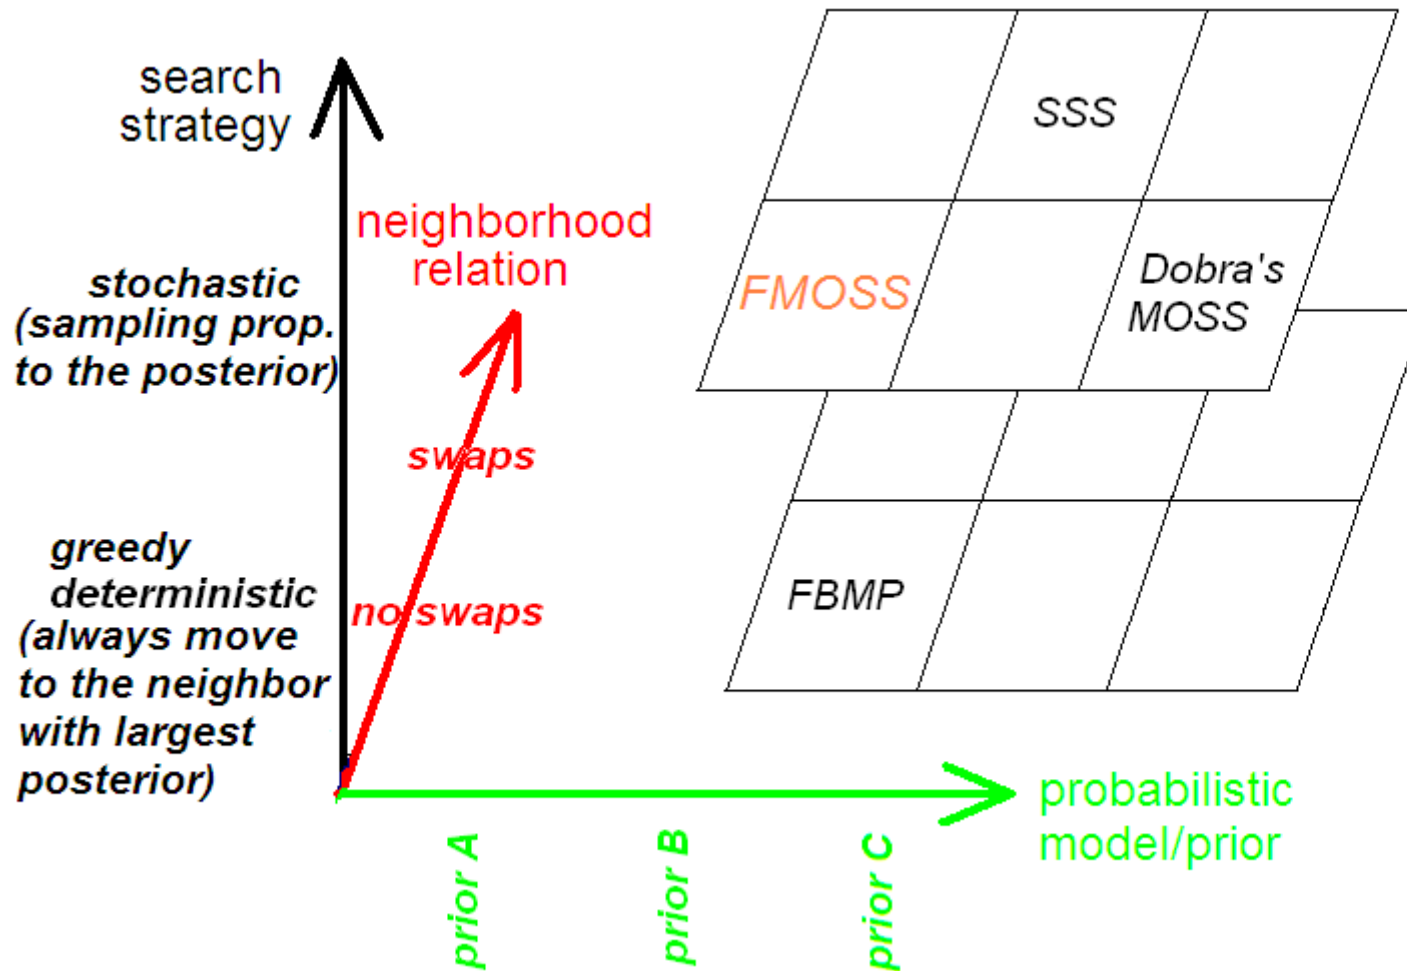 search
strategy
neighborhood
relation
stochastic
(sampling prop.
to the posterior)
swaps
greedy
deterministic
(always move
to the neighbor
with largest
posterior)
no swaps
SSS
FMOSS
Dobra's
MOSS
FBMP
probabilistic
model/prior
prior A
prior B
prior C